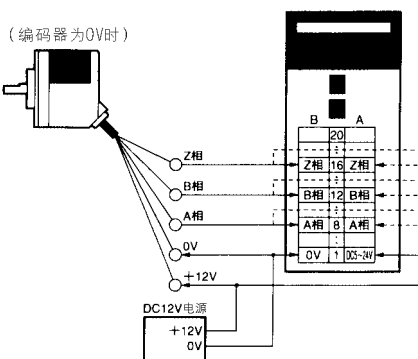 (编码器为0V时)
B A
20
Z相 16 Z相
B相 12 B相
A相 8 A相
0V 1 DC5~24V
Z相
B相
A相
0V
+12V
DC12V电源
+12V
0V